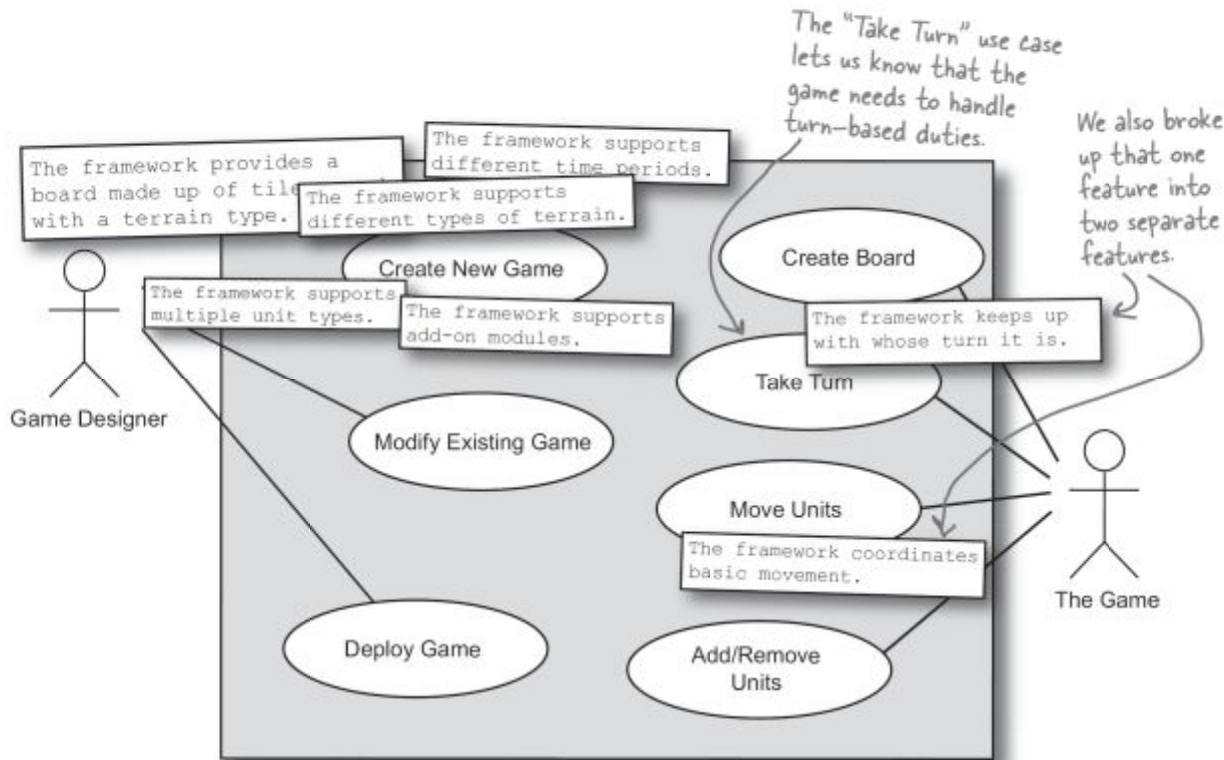 The "Take Turn" use case
lets us know that the
game needs to handle
turn-based duties.
We also broke
up that one
feature into
two separate
features.
The framework supports
different time periods.
The framework provides a
board made up of tile
with a terrain type.
The framework supports
different types of terrain.
Create New Game
Create Board
The framework supports
multiple unit types.
The framework supports
add-on modules.
The framework keeps up
with whose turn it is.
Take Turn
Game Designer
Modify Existing Game
Move Units
The framework coordinates
basic movement.
The Game
Deploy Game
Add/Remove
Units